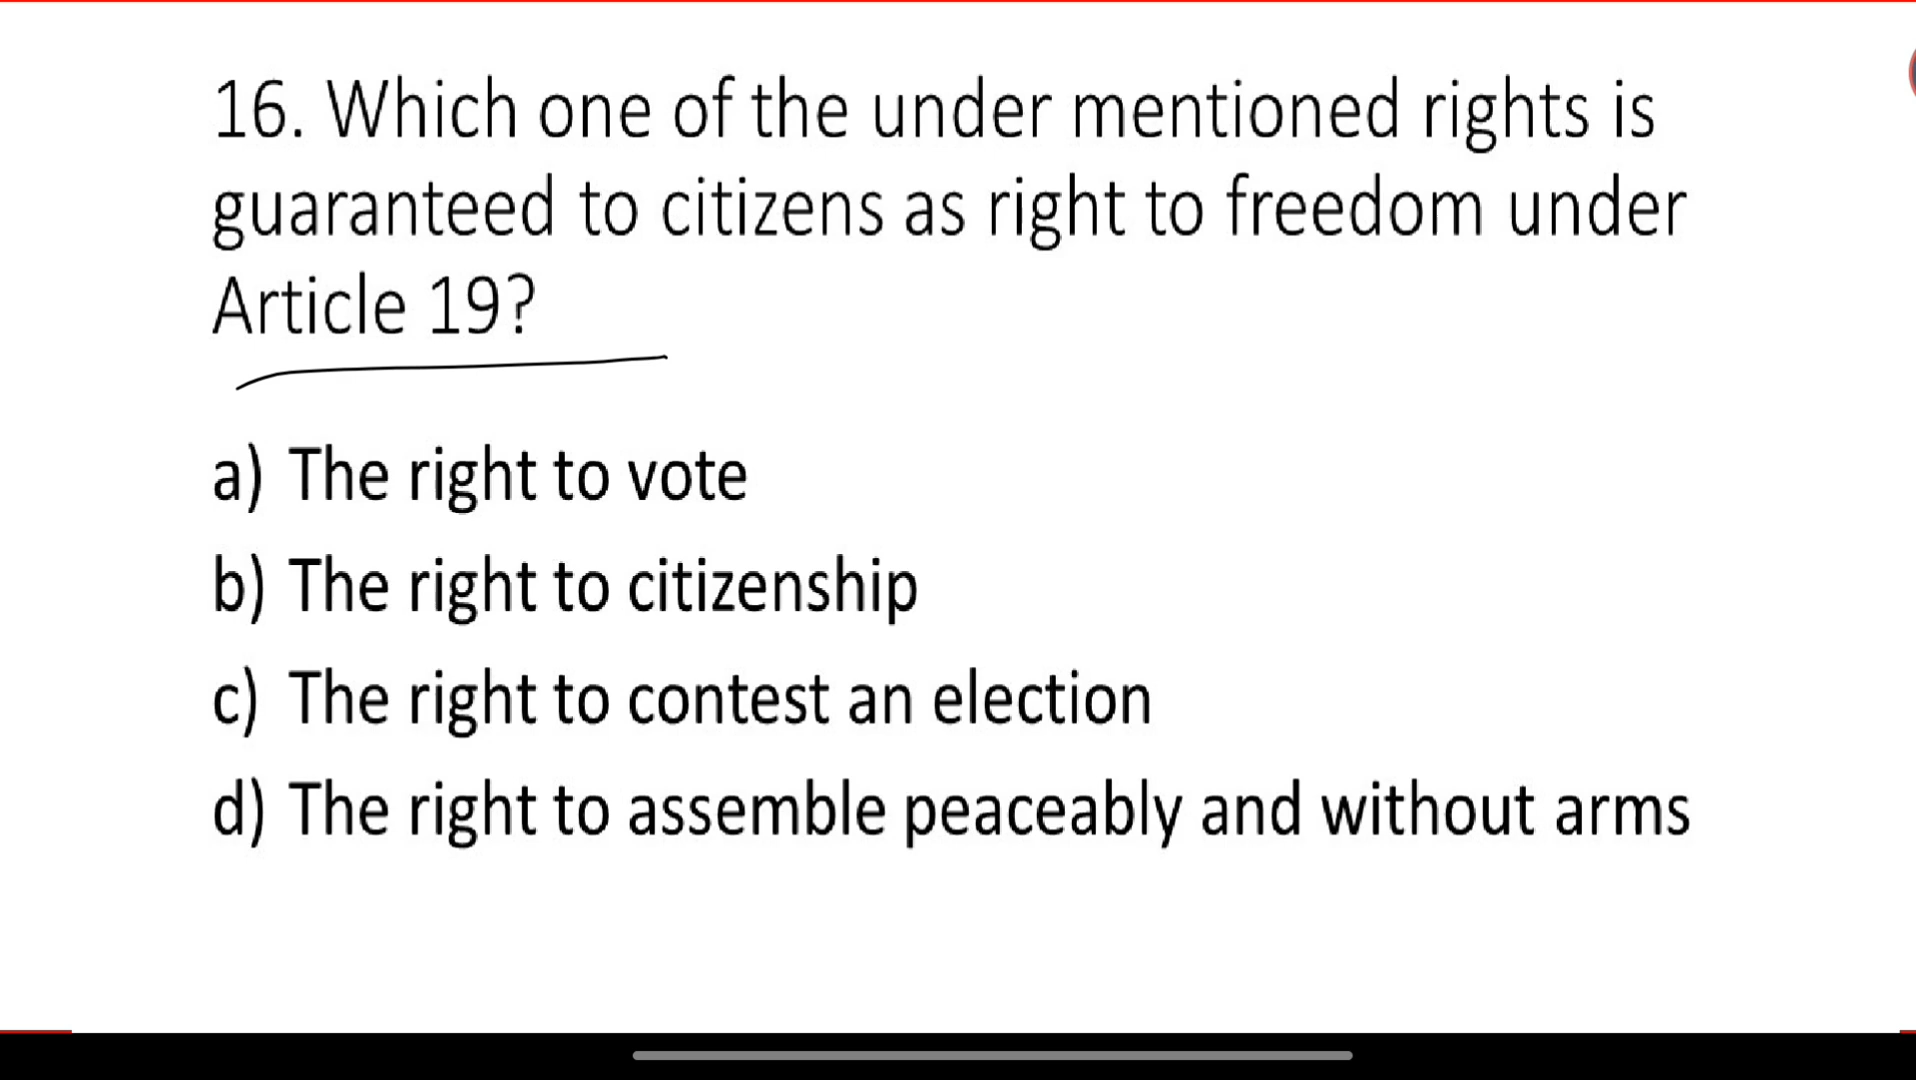 16. Which one of the under mentioned rights is
guaranteed to citizens as right to freedom under
Article 19?
a) The right to vote
b) The right to citizenship
c) The right to contest an election
d) The right to assemble peaceably and without arms